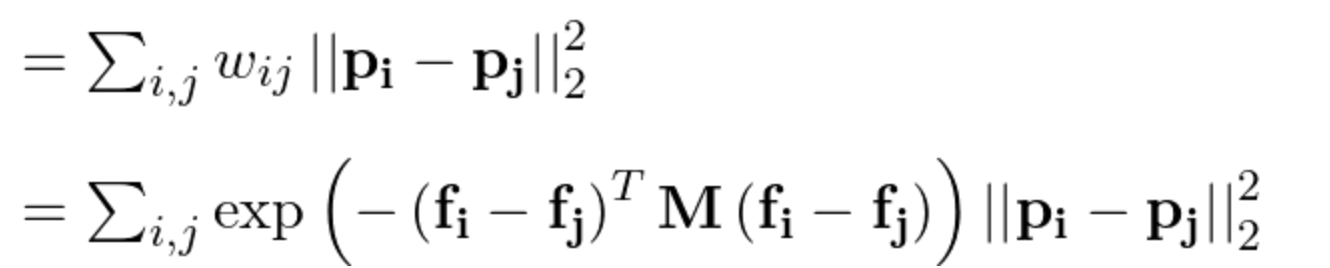 = ∑_{i,j} w_{ij} ||p_i − p_j||_2^2
= ∑_{i,j} exp (− (f_i − f_j)^T M (f_i − f_j)) ||p_i − p_j||_2^2